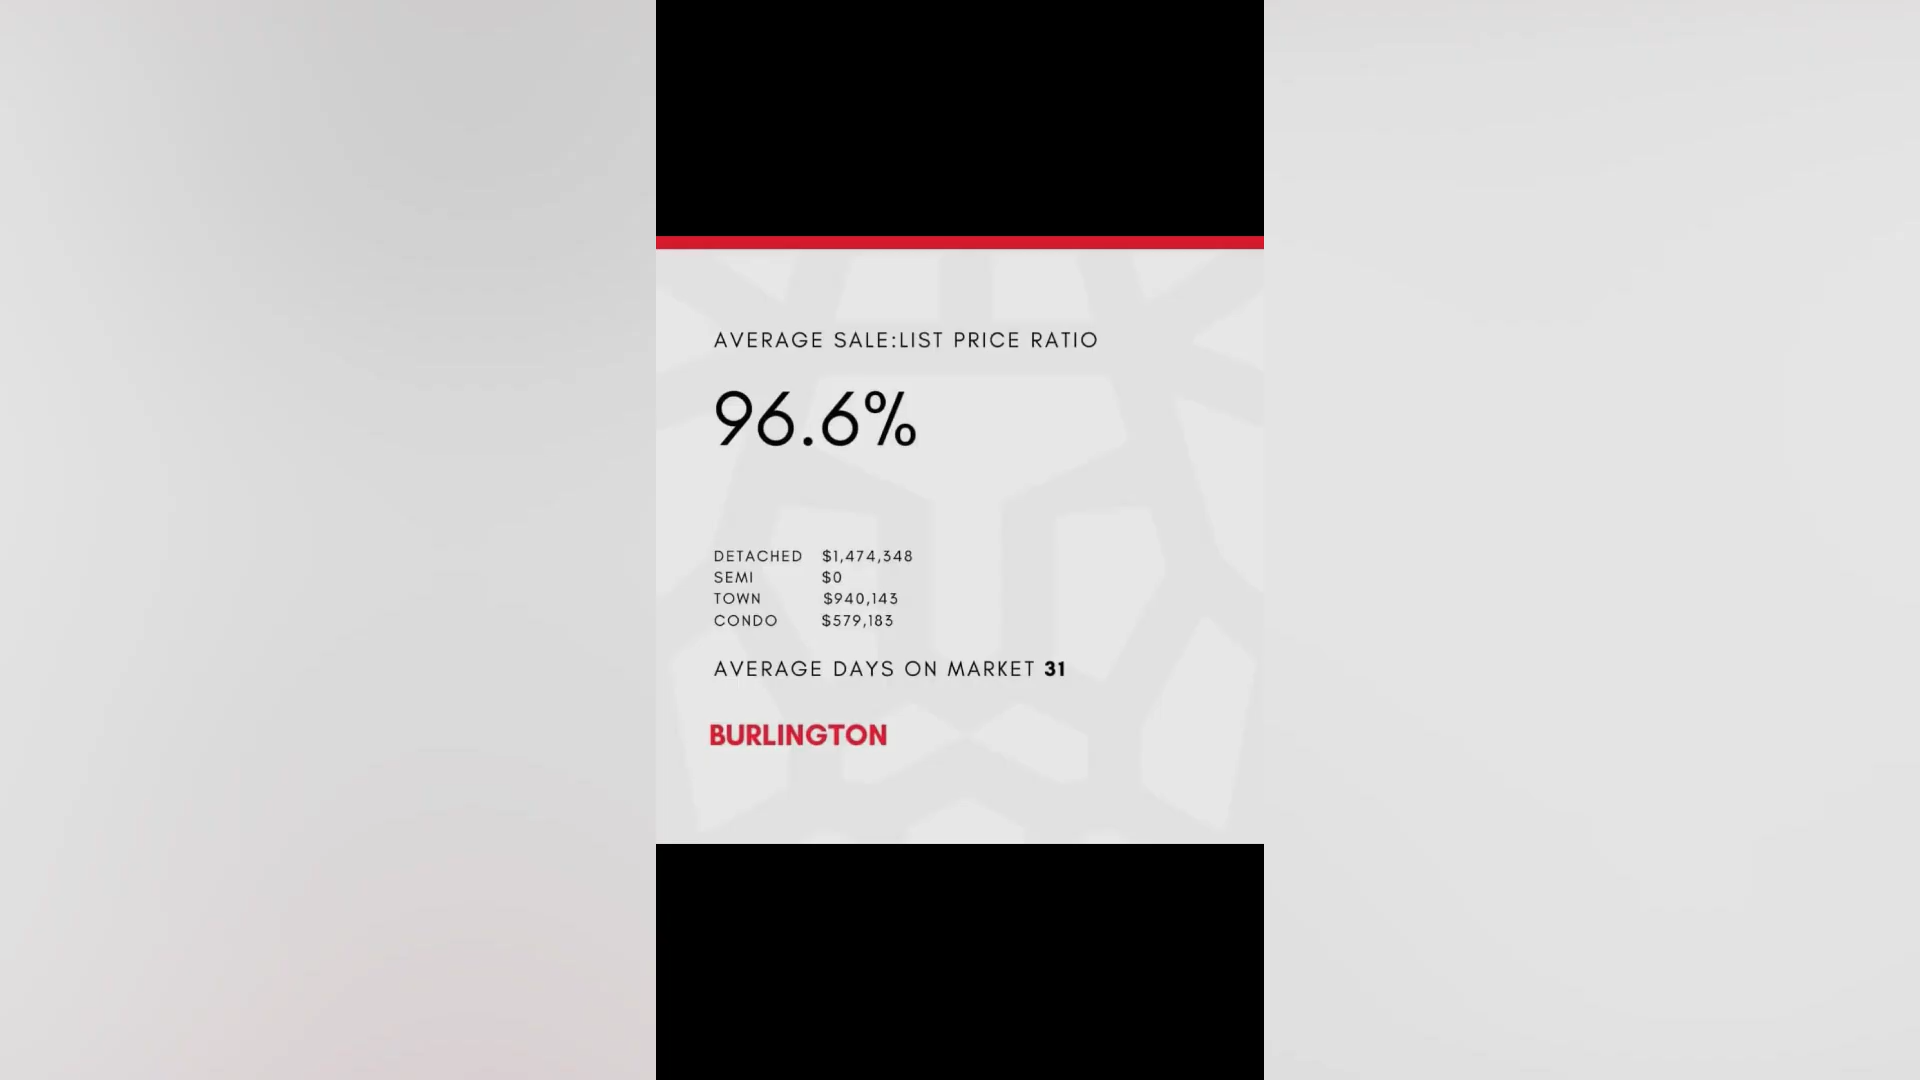 AVERAGE SALE:LIST PRICE RATIO
96.6%
DETACHED $1,474,348
SEMI $0
TOWN $940,143
CONDO $579,183
AVERAGE DAYS ON MARKET 31
BURLINGTON